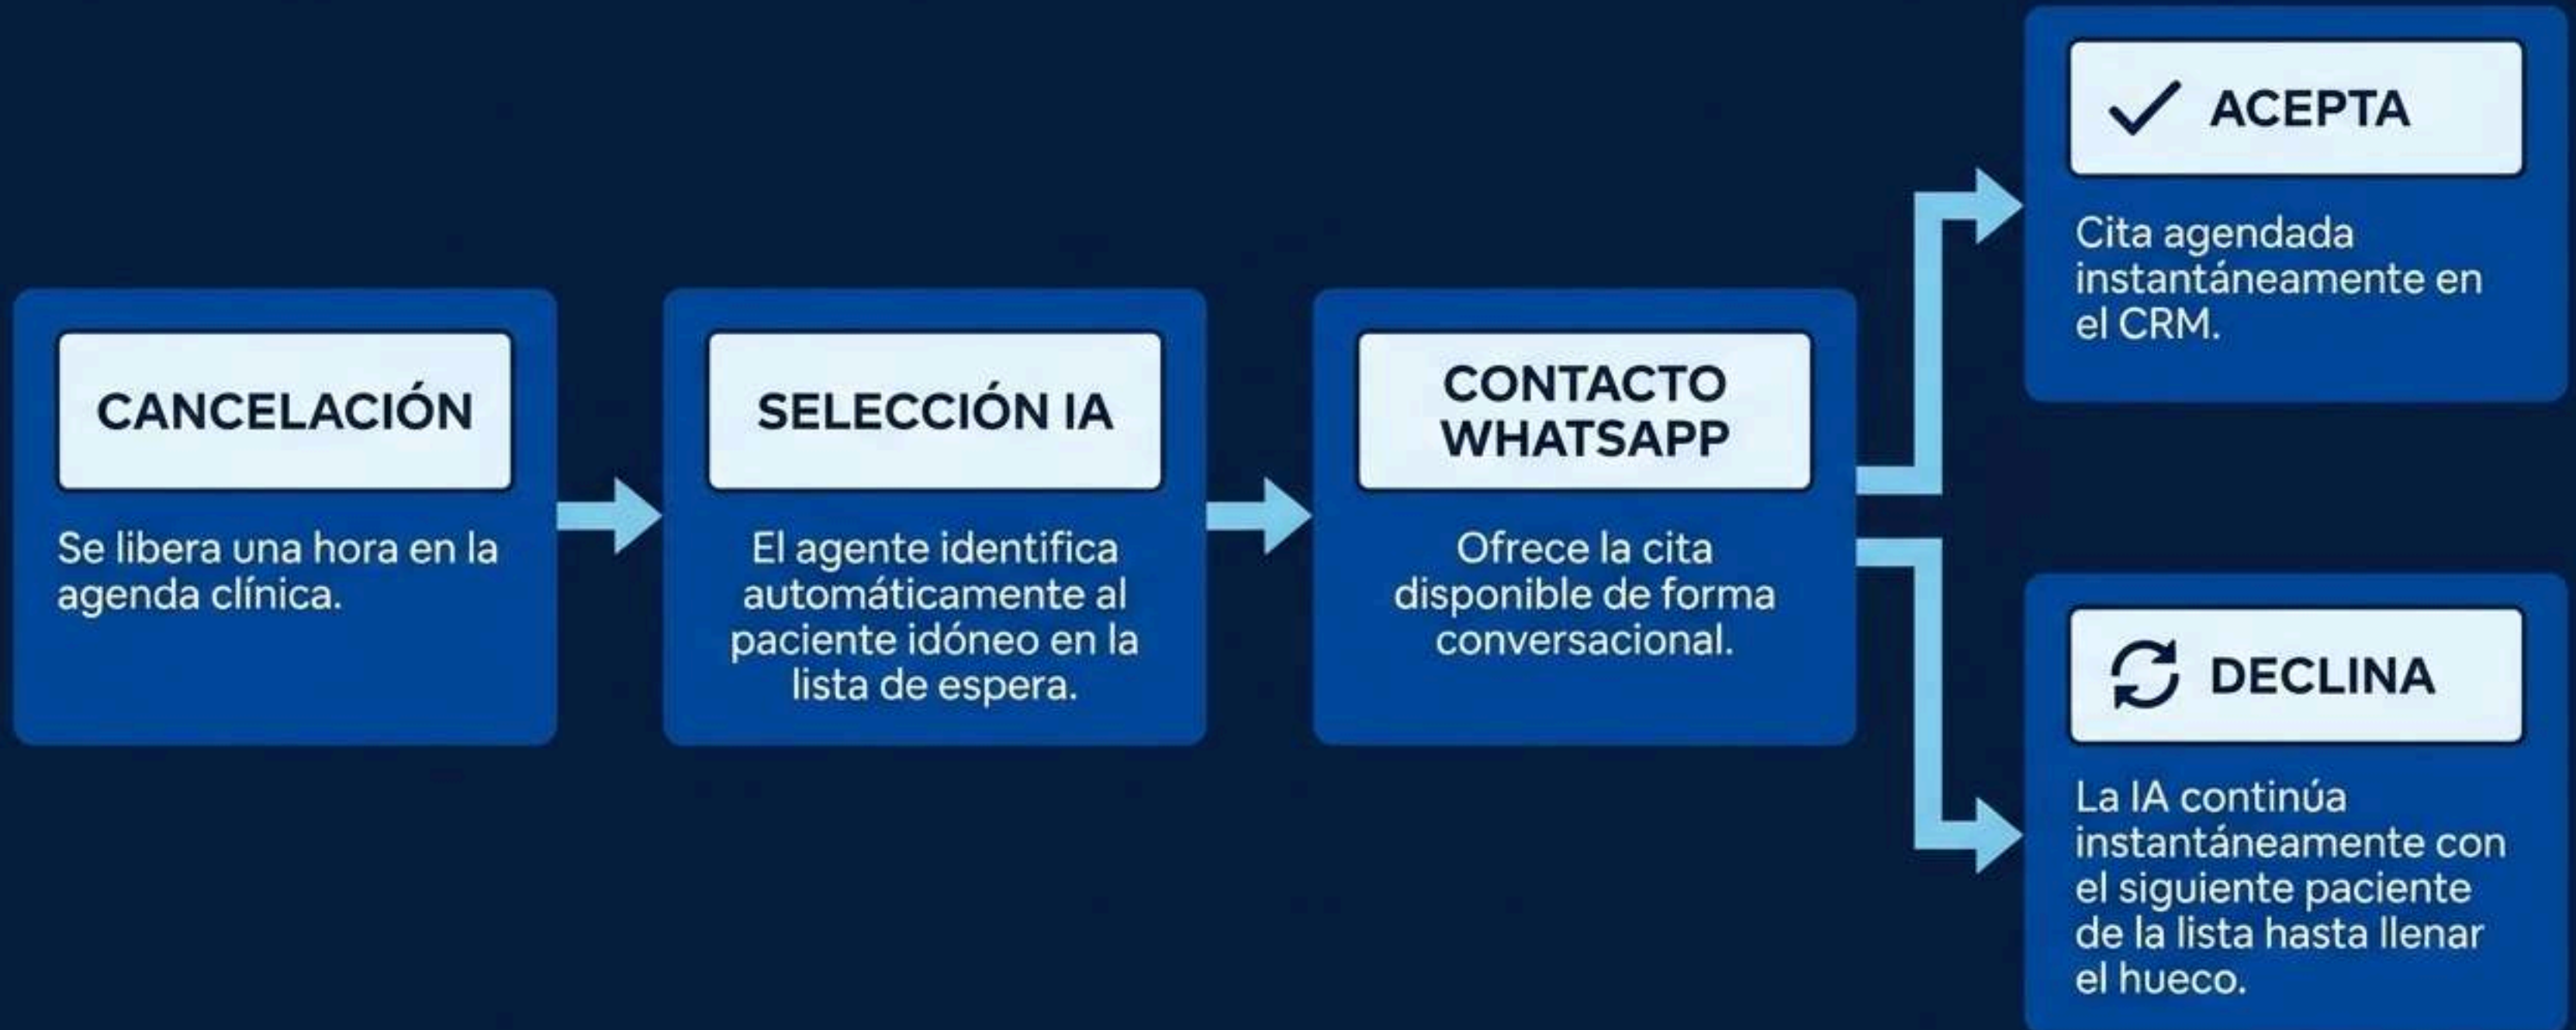 CANCELACIÓN
Se libera una hora en la
agenda clínica.
SELECCIÓN IA
El agente identifica
automáticamente al
paciente idóneo en la
lista de espera.
CONTACTO
WHATSAPP
Ofrece la cita
disponible de forma
conversacional.
ACEPTA
Cita agendada
instantáneamente en
el CRM.
DECLINA
La IA continúa
instantáneamente con
el siguiente paciente
de la lista hasta llenar
el hueco.